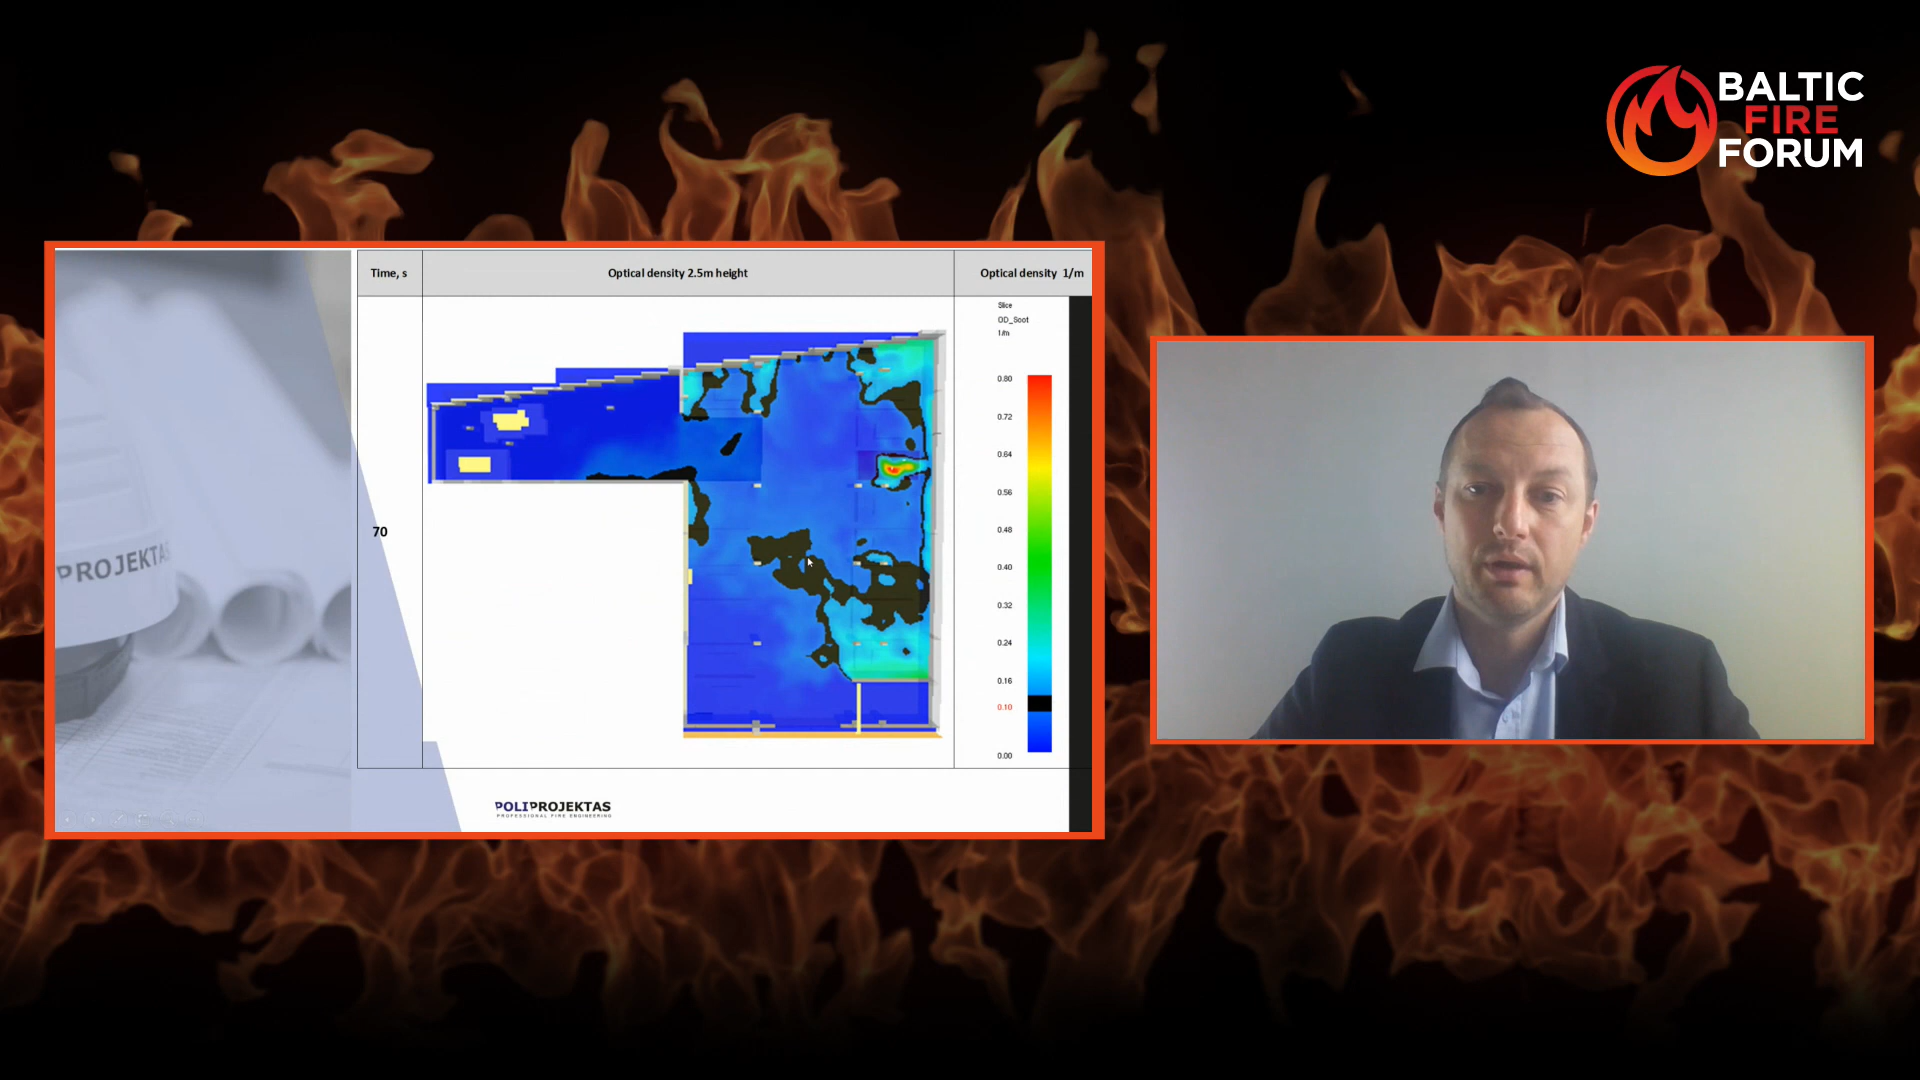 BALTIC
FIRE
FORUM
Time, s
Optical density 2.5m height
Optical density 1/m
Slice
OD_Soot
1/m
0.80
0.72
0.64
0.56
0.48
0.40
0.32
0.24
0.16
0.10
0.00
70
PROJEKTAS
POLIPROJEKTAS
PROFESSIONAL FIRE ENGINEERING